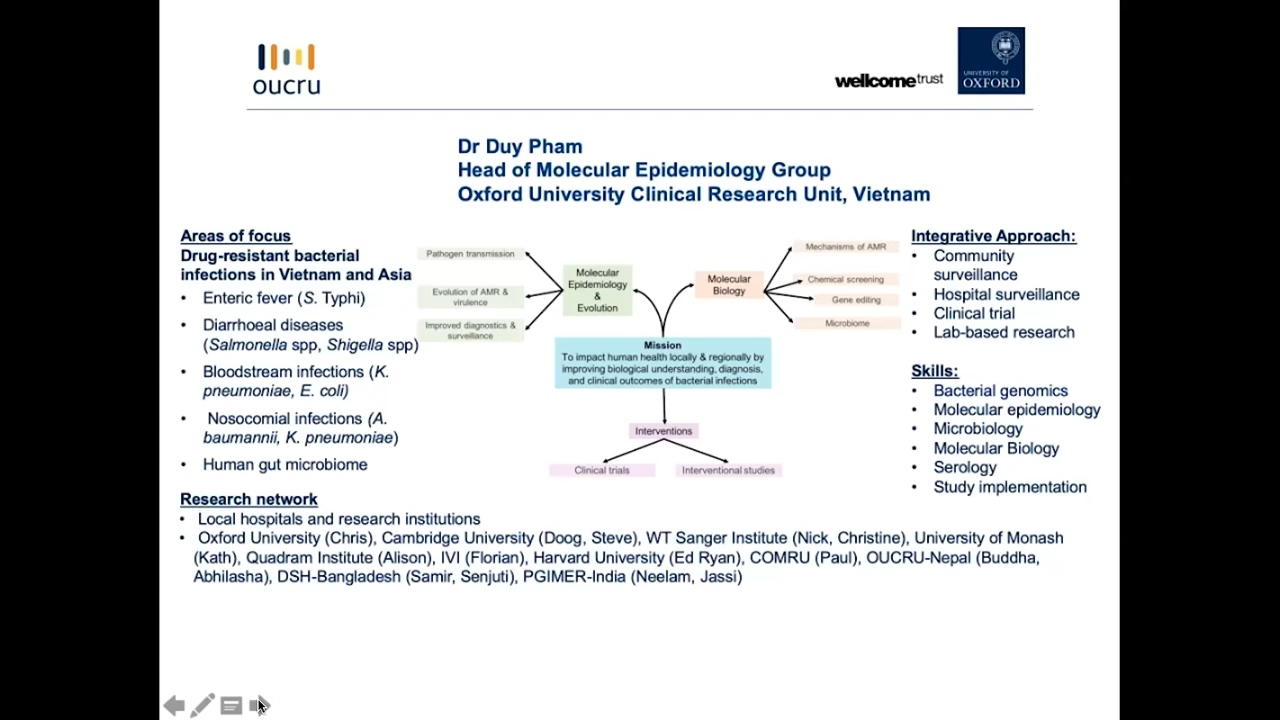 oucru
wellcometrust
UNIVERSITY OF
OXFORD
Dr Duy Pham
Head of Molecular Epidemiology Group
Oxford University Clinical Research Unit, Vietnam
Areas of focus
Drug-resistant bacterial
infections in Vietnam and Asia
• Enteric fever (S. Typhi)
• Diarrhoeal diseases
(Salmonella spp, Shigella spp)
• Bloodstream infections (K.
pneumoniae, E. coli)
• Nosocomial infections (A.
baumannii, K. pneumoniae)
• Human gut microbiome
Pathogen transmission
Evolution of AMR &
virulence
Improved diagnostics &
surveillance
Molecular
Epidemiology
&
Evolution
Molecular
Biology
Mechanisms of AMR
Chemical screening
Gene editing
Microbiome
Mission
To impact human health locally & regionally by
improving biological understanding, diagnosis,
and clinical outcomes of bacterial infections
Interventions
Clinical trials
Interventional studies
Integrative Approach:
• Community
surveillance
• Hospital surveillance
• Clinical trial
• Lab-based research
Skills:
• Bacterial genomics
• Molecular epidemiology
• Microbiology
• Molecular Biology
• Serology
• Study implementation
Research network
• Local hospitals and research institutions
• Oxford University (Chris), Cambridge University (Doog, Steve), WT Sanger Institute (Nick, Christine), University of Monash
(Kath), Quadram Institute (Alison), IVI (Florian), Harvard University (Ed Ryan), COMRU (Paul), OUCRU-Nepal (Buddha,
Abhilasha), DSH-Bangladesh (Samir, Senjuti), PGIMER-India (Neelam, Jassi)